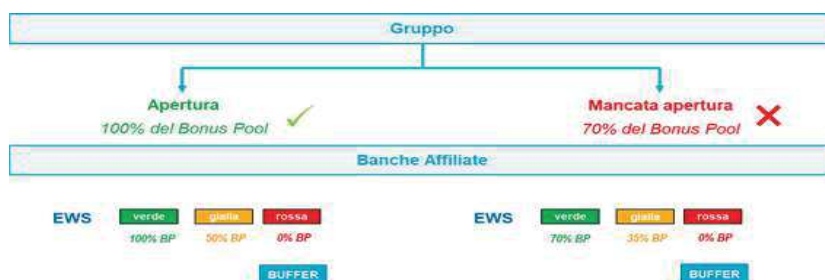 Gruppo
Apertura Mancata apertura
100% del Bonus Pool 70% del Bonus Pool
Banche Affiliate
EWS verde gialla rossa EWS verde gialla rossa
100% BP 50% BP 0% BP 70% BP 35% BP 0% BP
BUFFER BUFFER